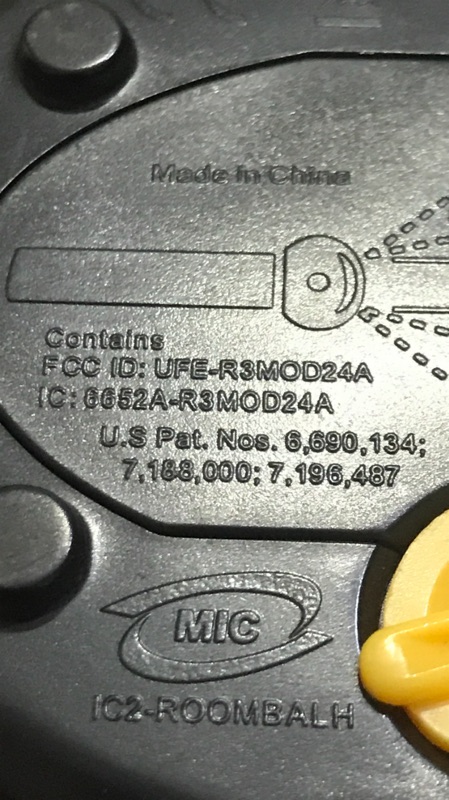 Made in China
Contains
FCC ID: UFE-R3MOD24A
IC: 6652A-R3MOD24A
U.S Pat. Nos. 6,690,134;
7,188,000; 7,196,487
MIC
IC2-ROOMBALH